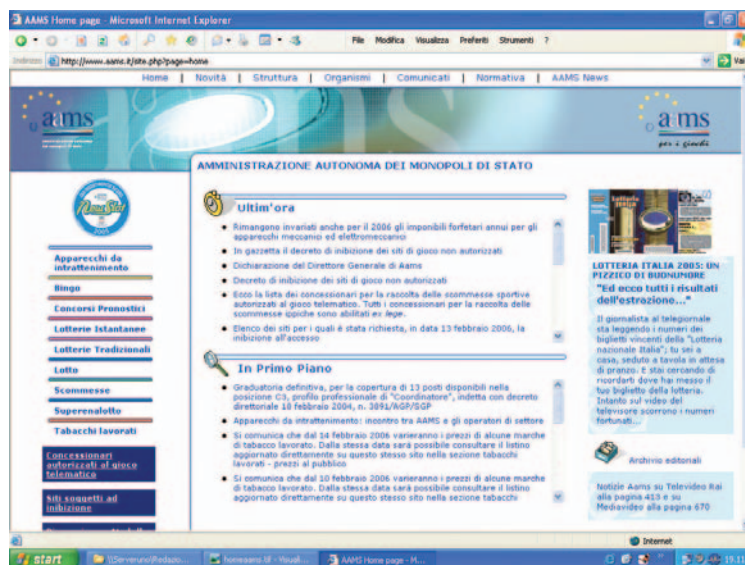 AAMS Home page - Microsoft Internet Explorer
File Modifica Visualizza Preferiti Strumenti ?
Indirizzo http://www.aams.it/site.php?page=home Vai
Home | Novità | Struttura | Organismi | Comunicati | Normativa | AAMS News
aams
aams
per i giochi
AMMINISTRAZIONE AUTONOMA DEI MONOPOLI DI STATO
2005
Apparecchi da
intrattenimento
Bingo
Concorsi Pronostici
Lotterie Istantanee
Lotterie Tradizionali
Lotto
Scommesse
Superenalotto
Tabacchi lavorati
Concessionari
autorizzati al gioco
telematico
Siti soggetti ad
inibizione
Ultim'ora
Rimangono invariati anche per il 2006 gli imponibili forfetari annui per gli
apparecchi meccanici ed elettromeccanici
In gazzetta il decreto di inibizione dei siti di gioco non autorizzati
Dichiarazione del Direttore Generale di Aams
Decreto di inibizione dei siti di gioco non autorizzati
Ecco la lista dei concessionari per la raccolta delle scommesse sportive
autorizzati al gioco telematico. Tutti i concessionari per la raccolta delle
scommesse ippiche sono abilitati ex lege.
Elenco dei siti per i quali è stata richiesta, in data 13 febbraio 2006, la
inibizione all'accesso
In Primo Piano
Graduatoria definitiva, per la copertura di 13 posti disponibili nella
posizione C3, profilo professionale di "Coordinatore", indetta con decreto
direttoriale 18 febbraio 2004, n. 3891/AGP/SGP
Apparecchi da intrattenimento: incontro tra AAMS e gli operatori di settore
Si comunica che dal 14 febbraio 2006 varieranno i prezzi di alcune marche
di tabacco lavorato. Dalla stessa data sarà possibile consultare il listino
aggiornato direttamente su questo stesso sito nella sezione tabacchi
lavorati - prezzi al pubblico
Si comunica che dal 10 febbraio 2006 varieranno i prezzi di alcune marche
di tabacco lavorato. Dalla stessa data sarà possibile consultare il listino
aggiornato direttamente su questo stesso sito nella sezione tabacchi
LOTTERIA ITALIA 2005: UN
PIZZICO DI BUONUMORE
"Ed ecco tutti i risultati
dell'estrazione..."
Il giornalista al telegiornale
sta leggendo i numeri dei
biglietti vincenti della "Lotteria
nazionale Italia"; tu sei a
casa, seduto a tavola in attesa
di pranzo. E stai cercando di
ricordarti dove hai messo il
tuo biglietto della lotteria.
Intanto sul video del
televisore scorrono i numeri
fortunati...
Archivio editoriali
Notizie Aams su Televideo Rai
alla pagina 413 e su
Mediavideo alla pagina 670
Internet
start \\Serveruno\Redazio... homeaams.tif - Visual... AAMS Home page - M... 19.11